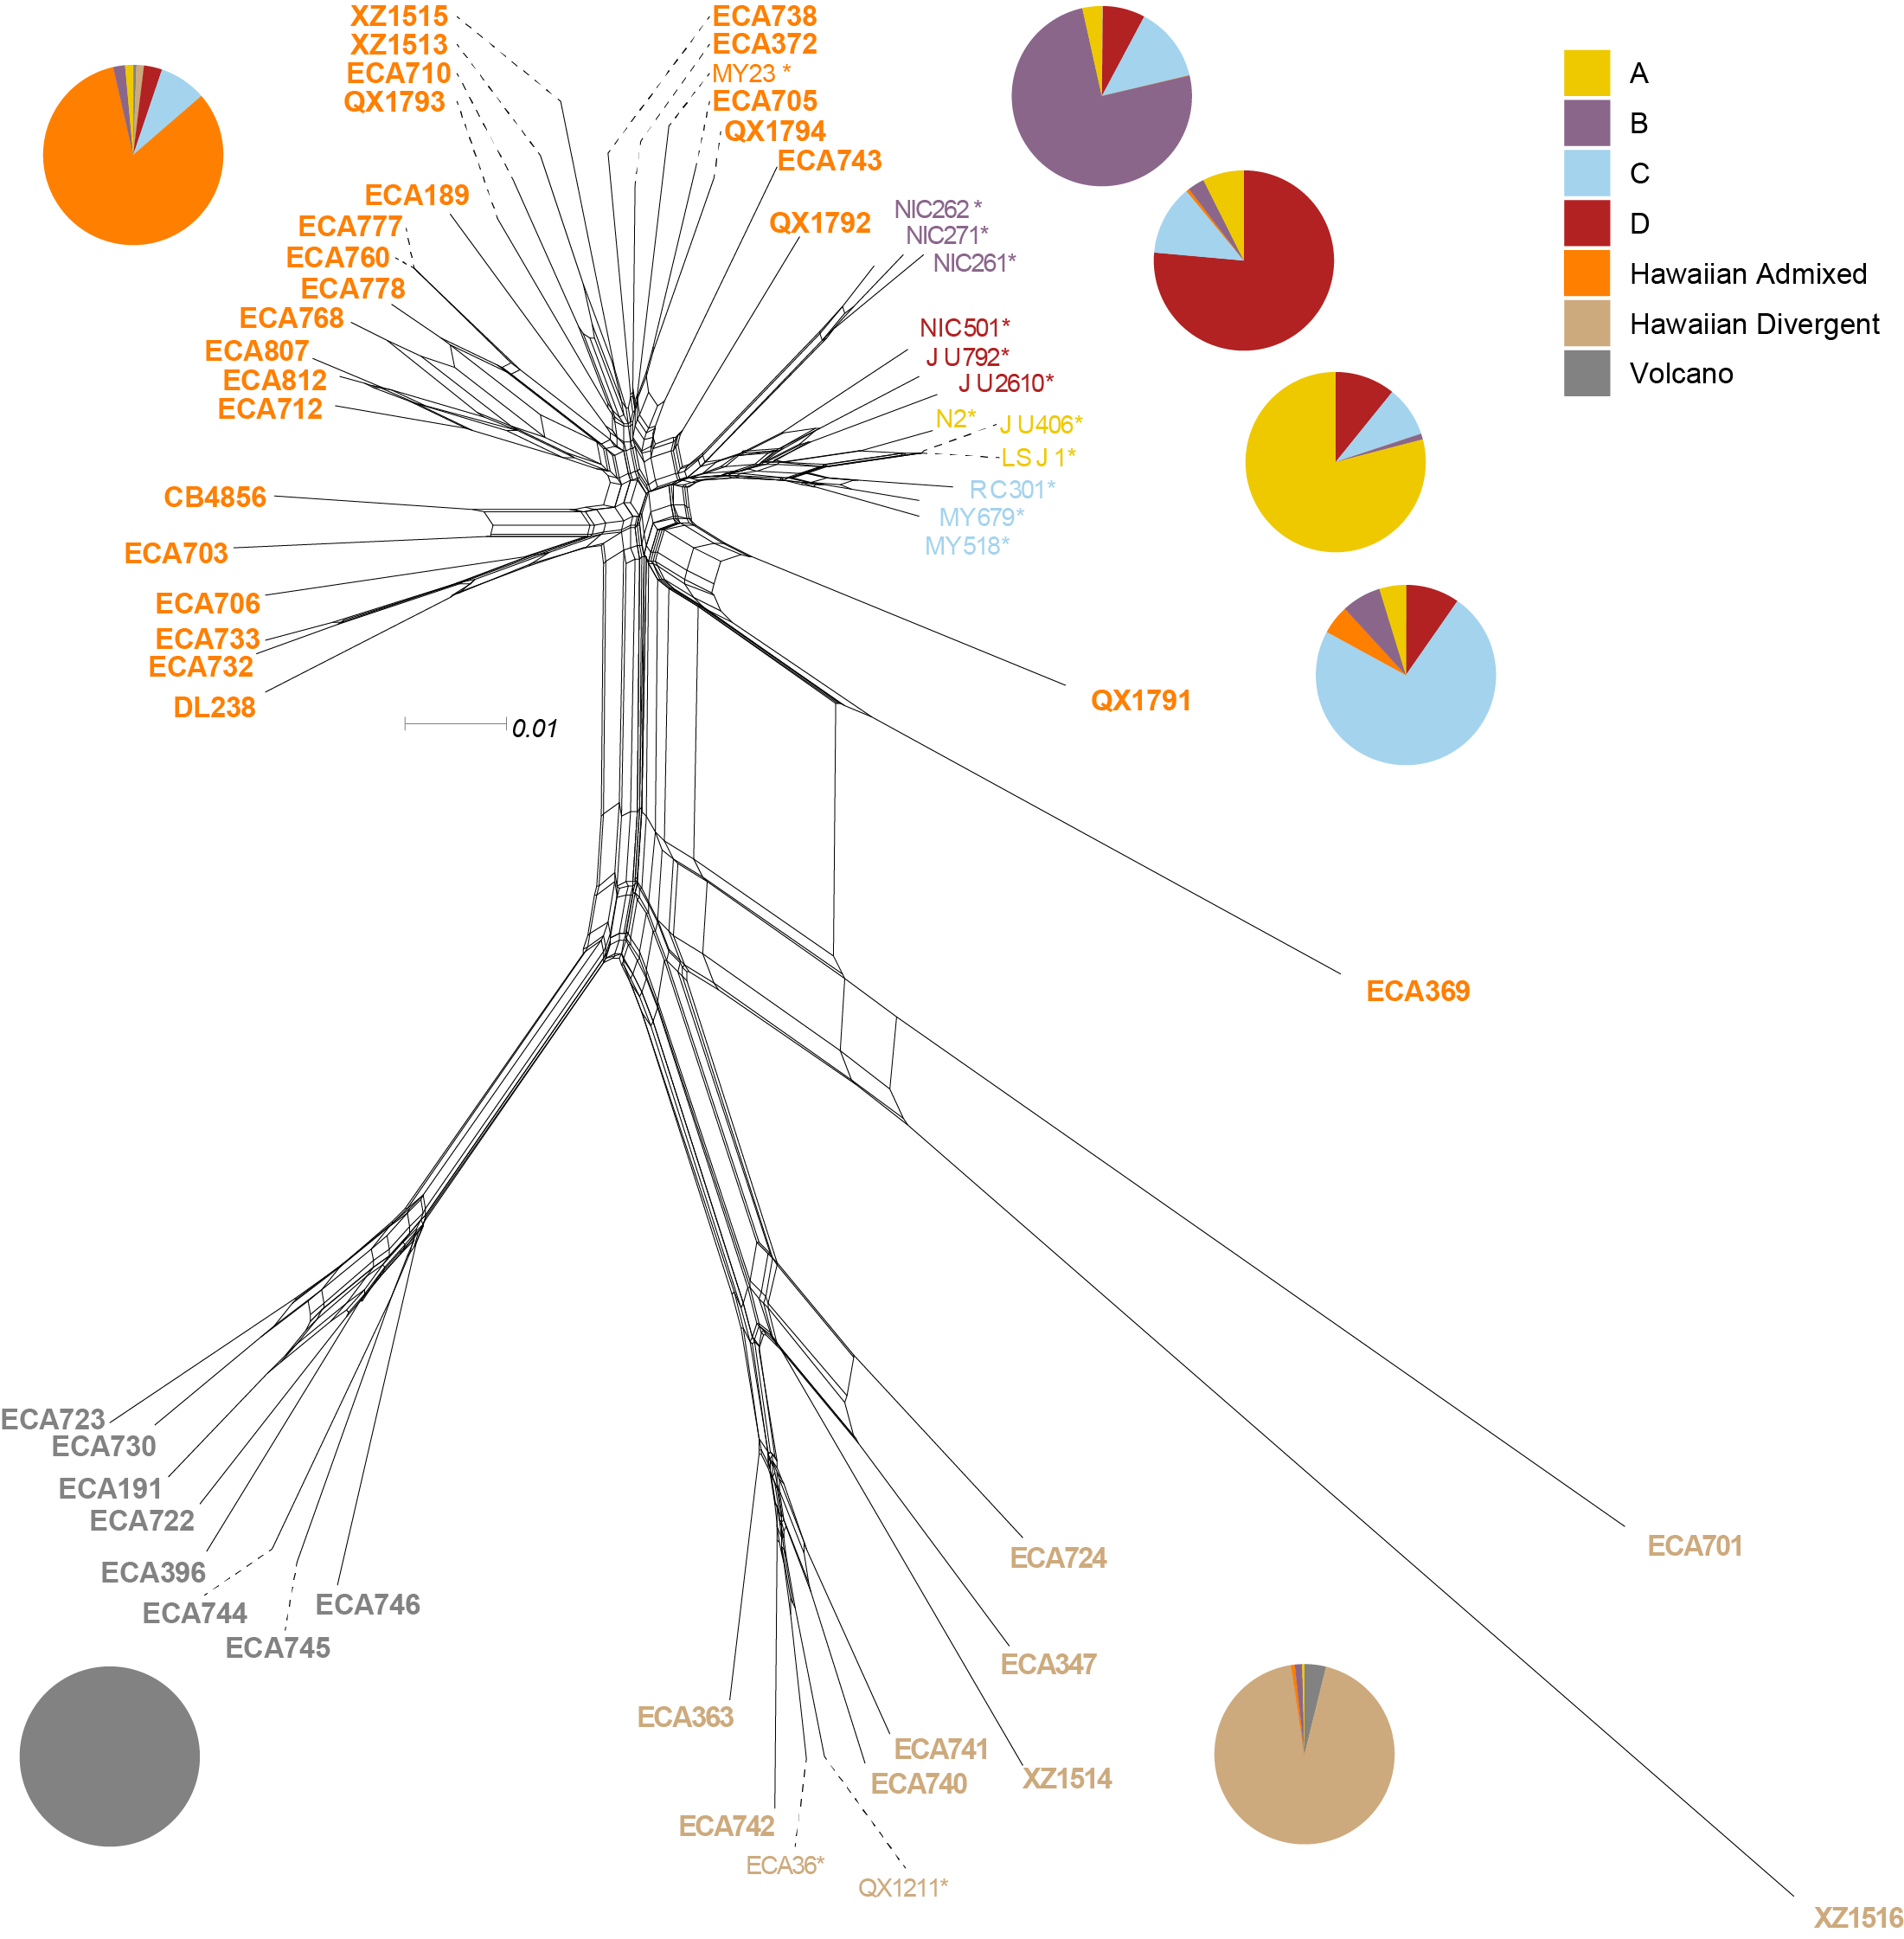 XZ1515
XZ1513
ECA710
QX1793
ECA738
ECA372
MY23 *
ECA705
QX1794
ECA743
ECA189
ECA777
ECA760
ECA778
ECA768
ECA807
ECA812
ECA712
QX1792
NIC262 *
NIC271*
NIC261*
NIC501*
JU792*
JU2610*
N2*
JU406*
LSJ1*
RC301*
MY679*
MY518*
CB4856
ECA703
ECA706
ECA733
ECA732
DL238
0.01
QX1791
ECA369
A
B
C
D
Hawaiian Admixed
Hawaiian Divergent
Volcano
ECA723
ECA730
ECA191
ECA722
ECA396
ECA744
ECA745
ECA746
ECA724
ECA701
ECA347
ECA363
ECA741
ECA740
XZ1514
ECA742
ECA36*
QX1211*
XZ1516